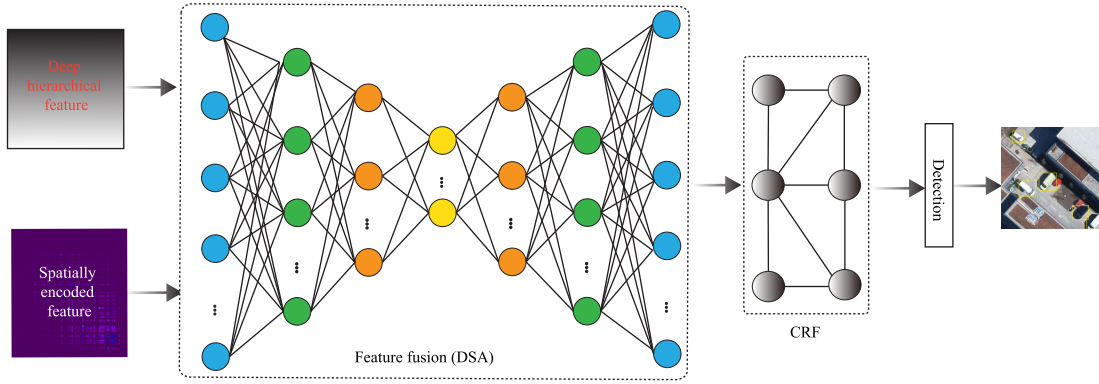 Deep
hierarchical
feature
Spatially
encoded
feature
Feature fusion (DSA)
CRF
Detection